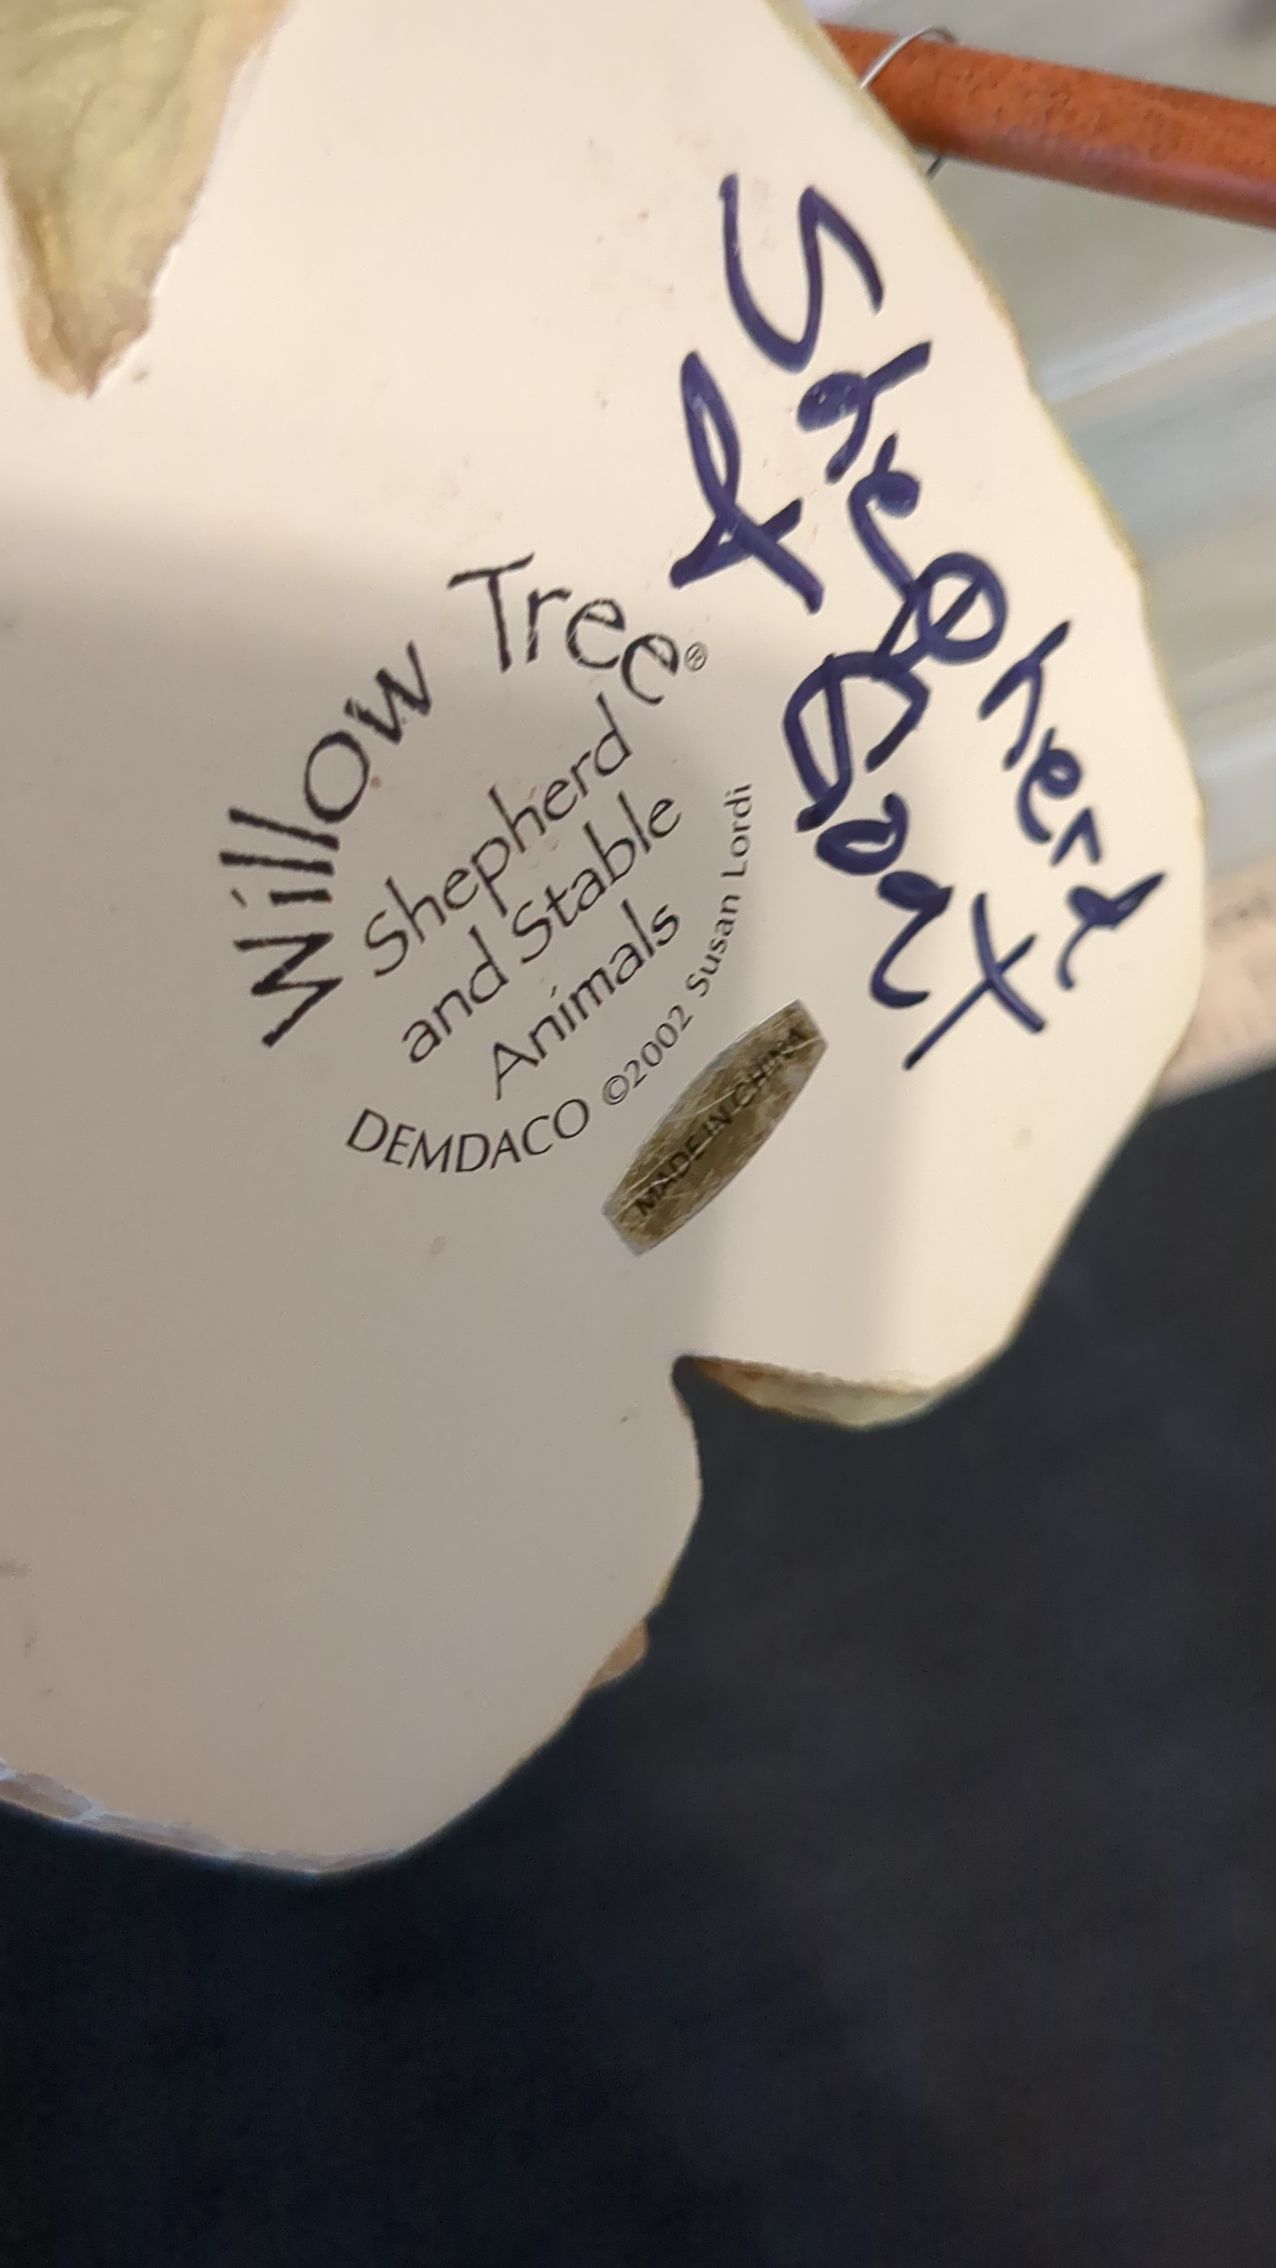 Shepherd
& Goat
Willow Tree®
Shepherd
and Stable
Animals
DEMDACO ©2002 Susan Lordi
MADE IN CHINA